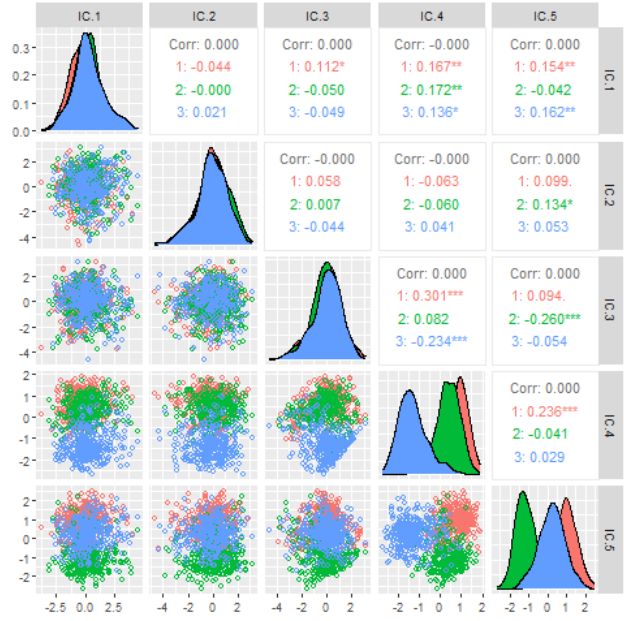 IC.1 IC.2 IC.3 IC.4 IC.5
0.3
0.2
0.1
0.0
Corr: 0.000
1: -0.044
2: -0.000
3: 0.021
Corr: 0.000
1: 0.112*
2: -0.050
3: -0.049
Corr: -0.000
1: 0.167**
2: 0.172**
3: 0.136*
Corr: 0.000
1: 0.154**
2: -0.042
3: 0.162**
IC.1
2
0
-2
-4
Corr: -0.000
1: 0.058
2: 0.007
3: -0.044
Corr: -0.000
1: -0.063
2: -0.060
3: 0.041
Corr: 0.000
1: 0.099.
2: 0.134*
3: 0.053
IC.2
2
0
-2
-4
Corr: 0.000
1: 0.301***
2: 0.082
3: -0.234***
Corr: 0.000
1: 0.094.
2: -0.260***
3: -0.054
IC.3
2
1
0
-1
-2
Corr: 0.000
1: 0.236***
2: -0.041
3: 0.029
IC.4
2
1
0
-1
-2
IC.5
-2.5 0.0 2.5
-4 -2 0 2
-4 -2 0 2
-2 -1 0 1 2
-2 -1 0 1 2